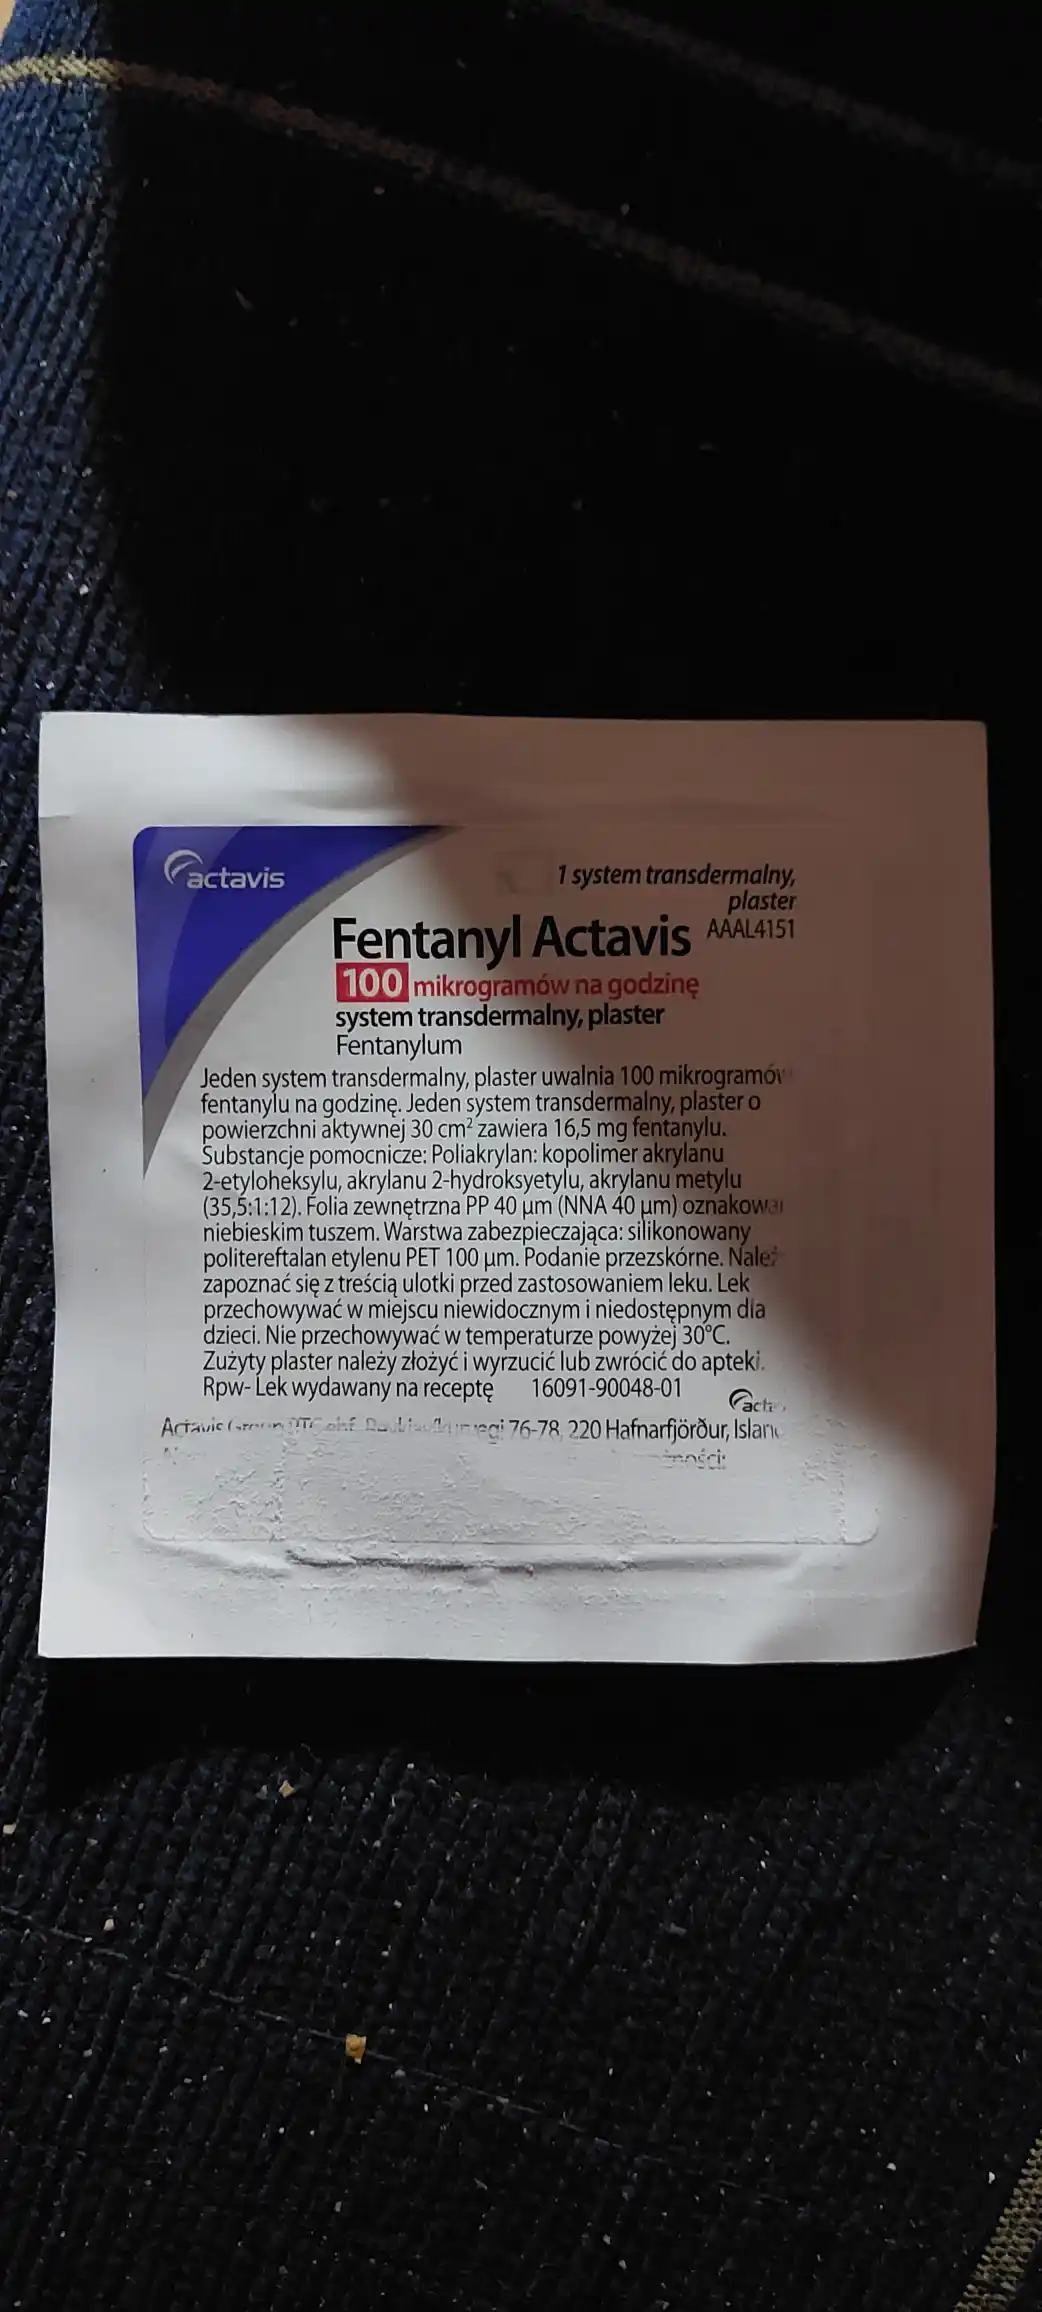 actavis
1 system transdermalny,
plaster
Fentanyl Actavis AAAL4151
100 mikrogramów na godzinę
system transdermalny, plaster
Fentanylum
Jeden system transdermalny, plaster uwalnia 100 mikrogramów
fentanylu na godzinę. Jeden system transdermalny, plaster o
powierzchni aktywnej 30 cm² zawiera 16,5 mg fentanylu.
Substancje pomocnicze: Poliakrylan: kopolimer akrylanu
2-etyloheksylu, akrylanu 2-hydroksyetylu, akrylanu metylu
(35,5:1:12). Folia zewnętrzna PP 40 µm (NNA 40 µm)
niebieskim tuszem. Warstwa zabezpieczająca: silikonowany
politereftalan etylenu PET 100 µm. Podanie przezskórne.
zapoznać się z treścią ulotki przed zastosowaniem leku. Lek
przechowywać w miejscu niewidocznym i niedostępnym dla
dzieci. Nie przechowywać w temperaturze powyżej 30°C.
Zużyty plaster należy złożyć i wyrzucić lub zwrócić do apteki.
Rpw- Lek wydawany na receptę 16091-90048-01
Actavis Group 76-78, 220 Hafnarfjörður,